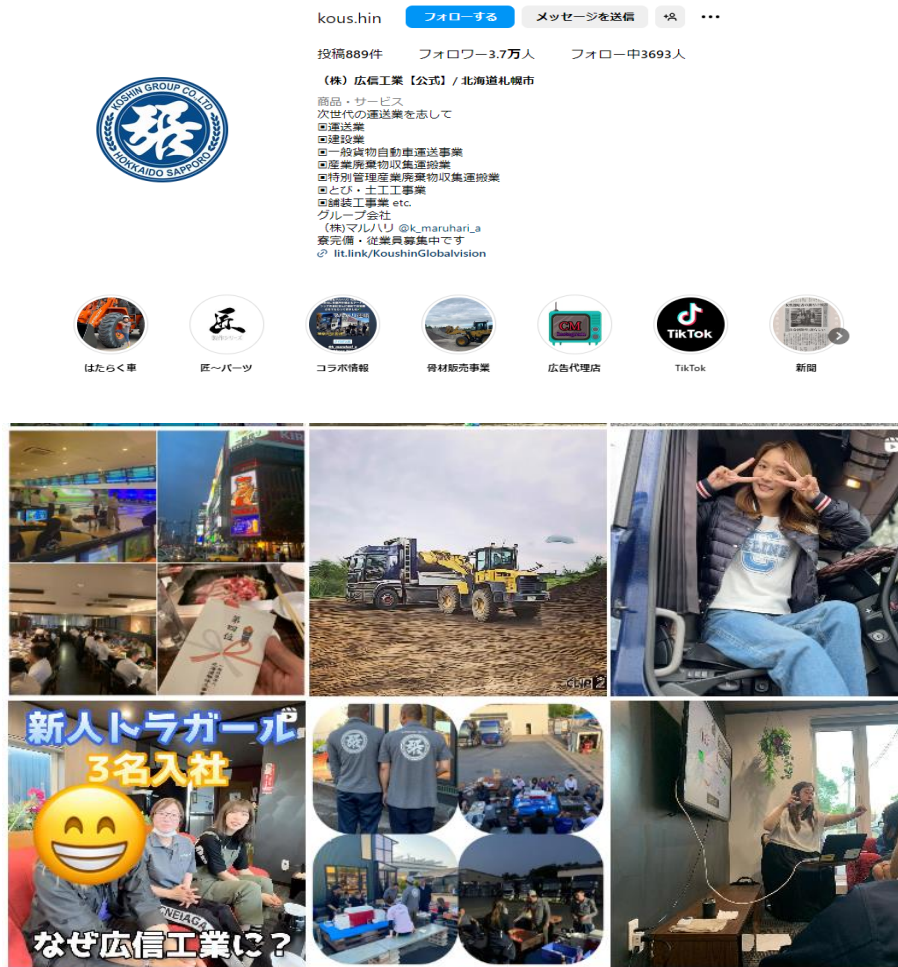 kous.hin フォローする メッセージを送信
投稿889件 フォロワー3.7万人 フォロー中3693人
（株）広信工業【公式】/ 北海道札幌市
商品・サービス
次世代の運送業を志して
▣運送業
▣建設業
▣一般貨物自動車運送事業
▣産業廃棄物収集運搬業
▣特別管理産業廃棄物収集運搬業
▣とび・土工工事業
▣舗装工事業 etc.
グループ会社
（株)マルハリ @k_maruhari_a
寮完備・従業員募集中です
lit.link/KoushinGlobalvision
KOSHIN GROUP CO.,LTD
HOKKAIDO SAPPORO
匠
CM
TikTok
はたらく車
匠〜パーツ
コラボ情報
骨材販売事業
広告代理店
TikTok
新聞
第四位
新人トラガール
3名入社
なぜ広信工業に？